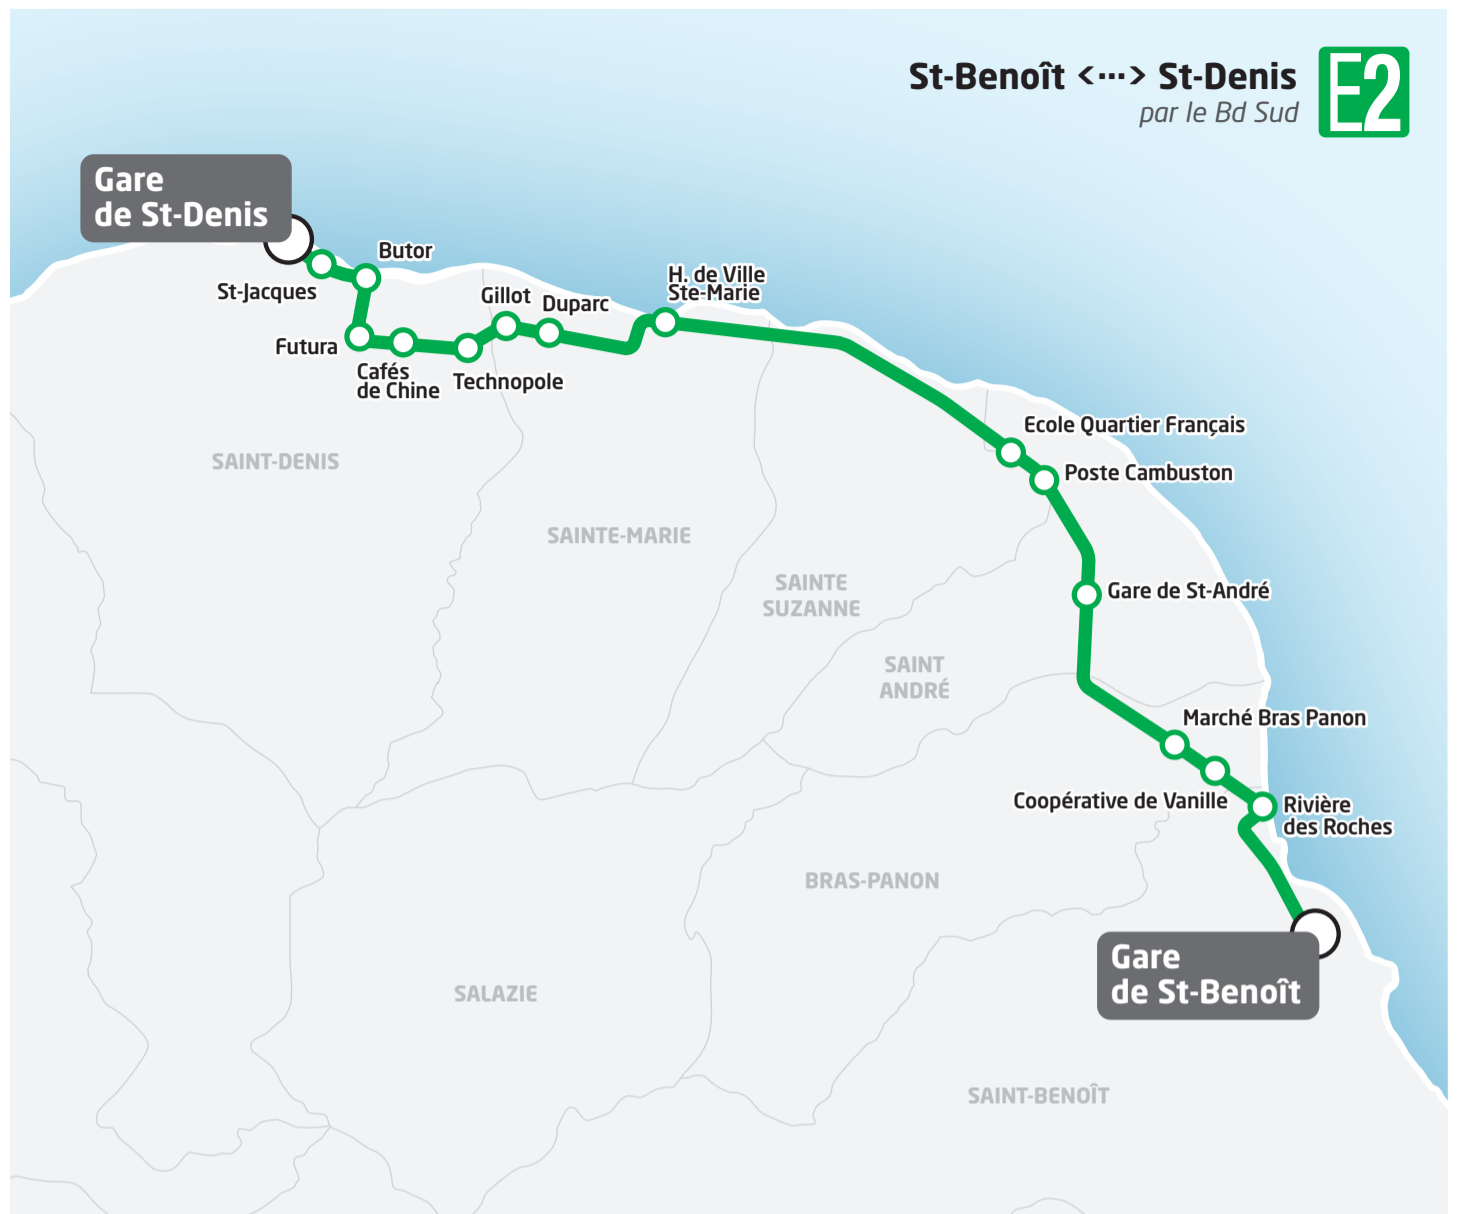 St-Benoît <···> St-Denis
par le Bd Sud
E2
Gare
de St-Denis
Butor
St-Jacques
H. de Ville
Ste-Marie
Gillot
Duparc
Futura
Cafés
de Chine
Technopole
Ecole Quartier Français
SAINT-DENIS
Poste Cambuston
SAINTE-MARIE
SAINTE
SUZANNE
Gare de St-André
SAINT
ANDRÉ
Marché Bras Panon
Coopérative de Vanille
Rivière
des Roches
BRAS-PANON
Gare
de St-Benoît
SALAZIE
SAINT-BENOÎT